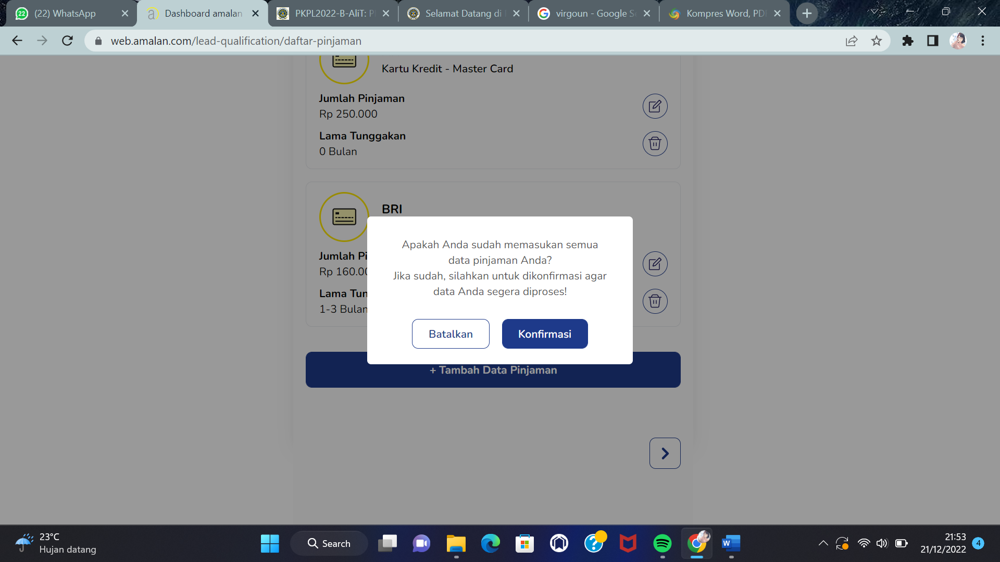 22
(22) WhatsApp
Dashboard amalan
PKPL2022-B-AliT: P
Selamat Datang di
virgoun - Google S
Kompres Word, PD
web.amalan.com/lead-qualification/daftar-pinjaman
Kartu Kredit - Master Card
Jumlah Pinjaman
Rp 250.000
Lama Tunggakan
0 Bulan
BRI
Jumlah Pi
Rp 160.00
Lama Tun
1-3 Bulan
Apakah Anda sudah memasukan semua
data pinjaman Anda?
Jika sudah, silahkan untuk dikonfirmasi agar
data Anda segera diproses!
Batalkan
Konfirmasi
+ Tambah Data Pinjaman
23°C
Hujan datang
Search
21:53
21/12/2022
4